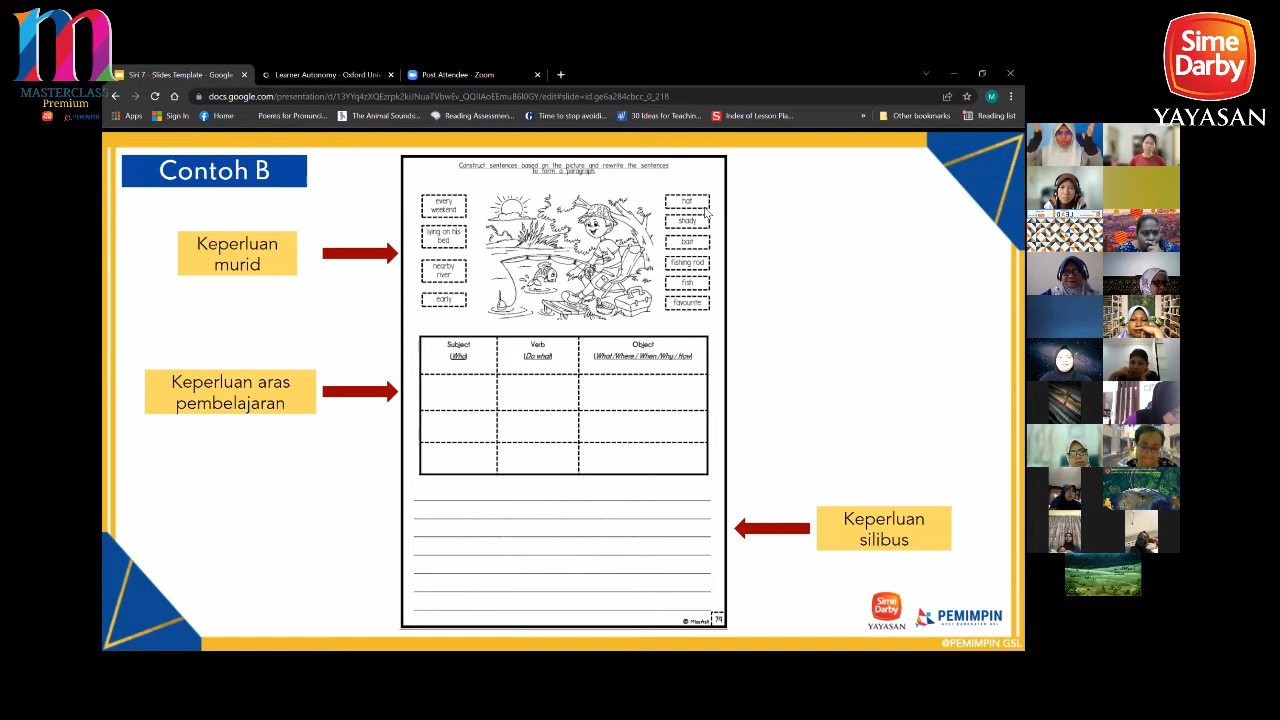 MASTERCLASS
Premium
PEMIMPIN
Sime
Darby
YAYASAN
Siri 7 - Slides Template - Google
Learner Autonomy - Oxford Uni
Post Attendee - Zoom
docs.google.com/presentation/d/
edit#slide=id.ge6a284cbcc_0_218
M
M Sign In
Home
Poems for Pronunci...
The Animal Sounds...
Reading Assessmen...
Time to stop avoidi...
30 Ideas for Teachin...
Index of Lesson Pla...
»
Other bookmarks
Reading list
Contoh B
Keperluan
murid
Keperluan aras
pembelajaran
Keperluan
silibus
Construct sentences based on the picture and rewrite the sentences
to form a paragraph.
every
weekend
lying on his
bed
nearby
river
early
hat
shady
bait
fishing rod
fish
favourite
Subject
(Who)
Verb
(Do what)
Object
(What /Where / When /Why / How)
79
Sime
Darby
YAYASAN
PEMIMPIN
@PEMIMPIN GSL